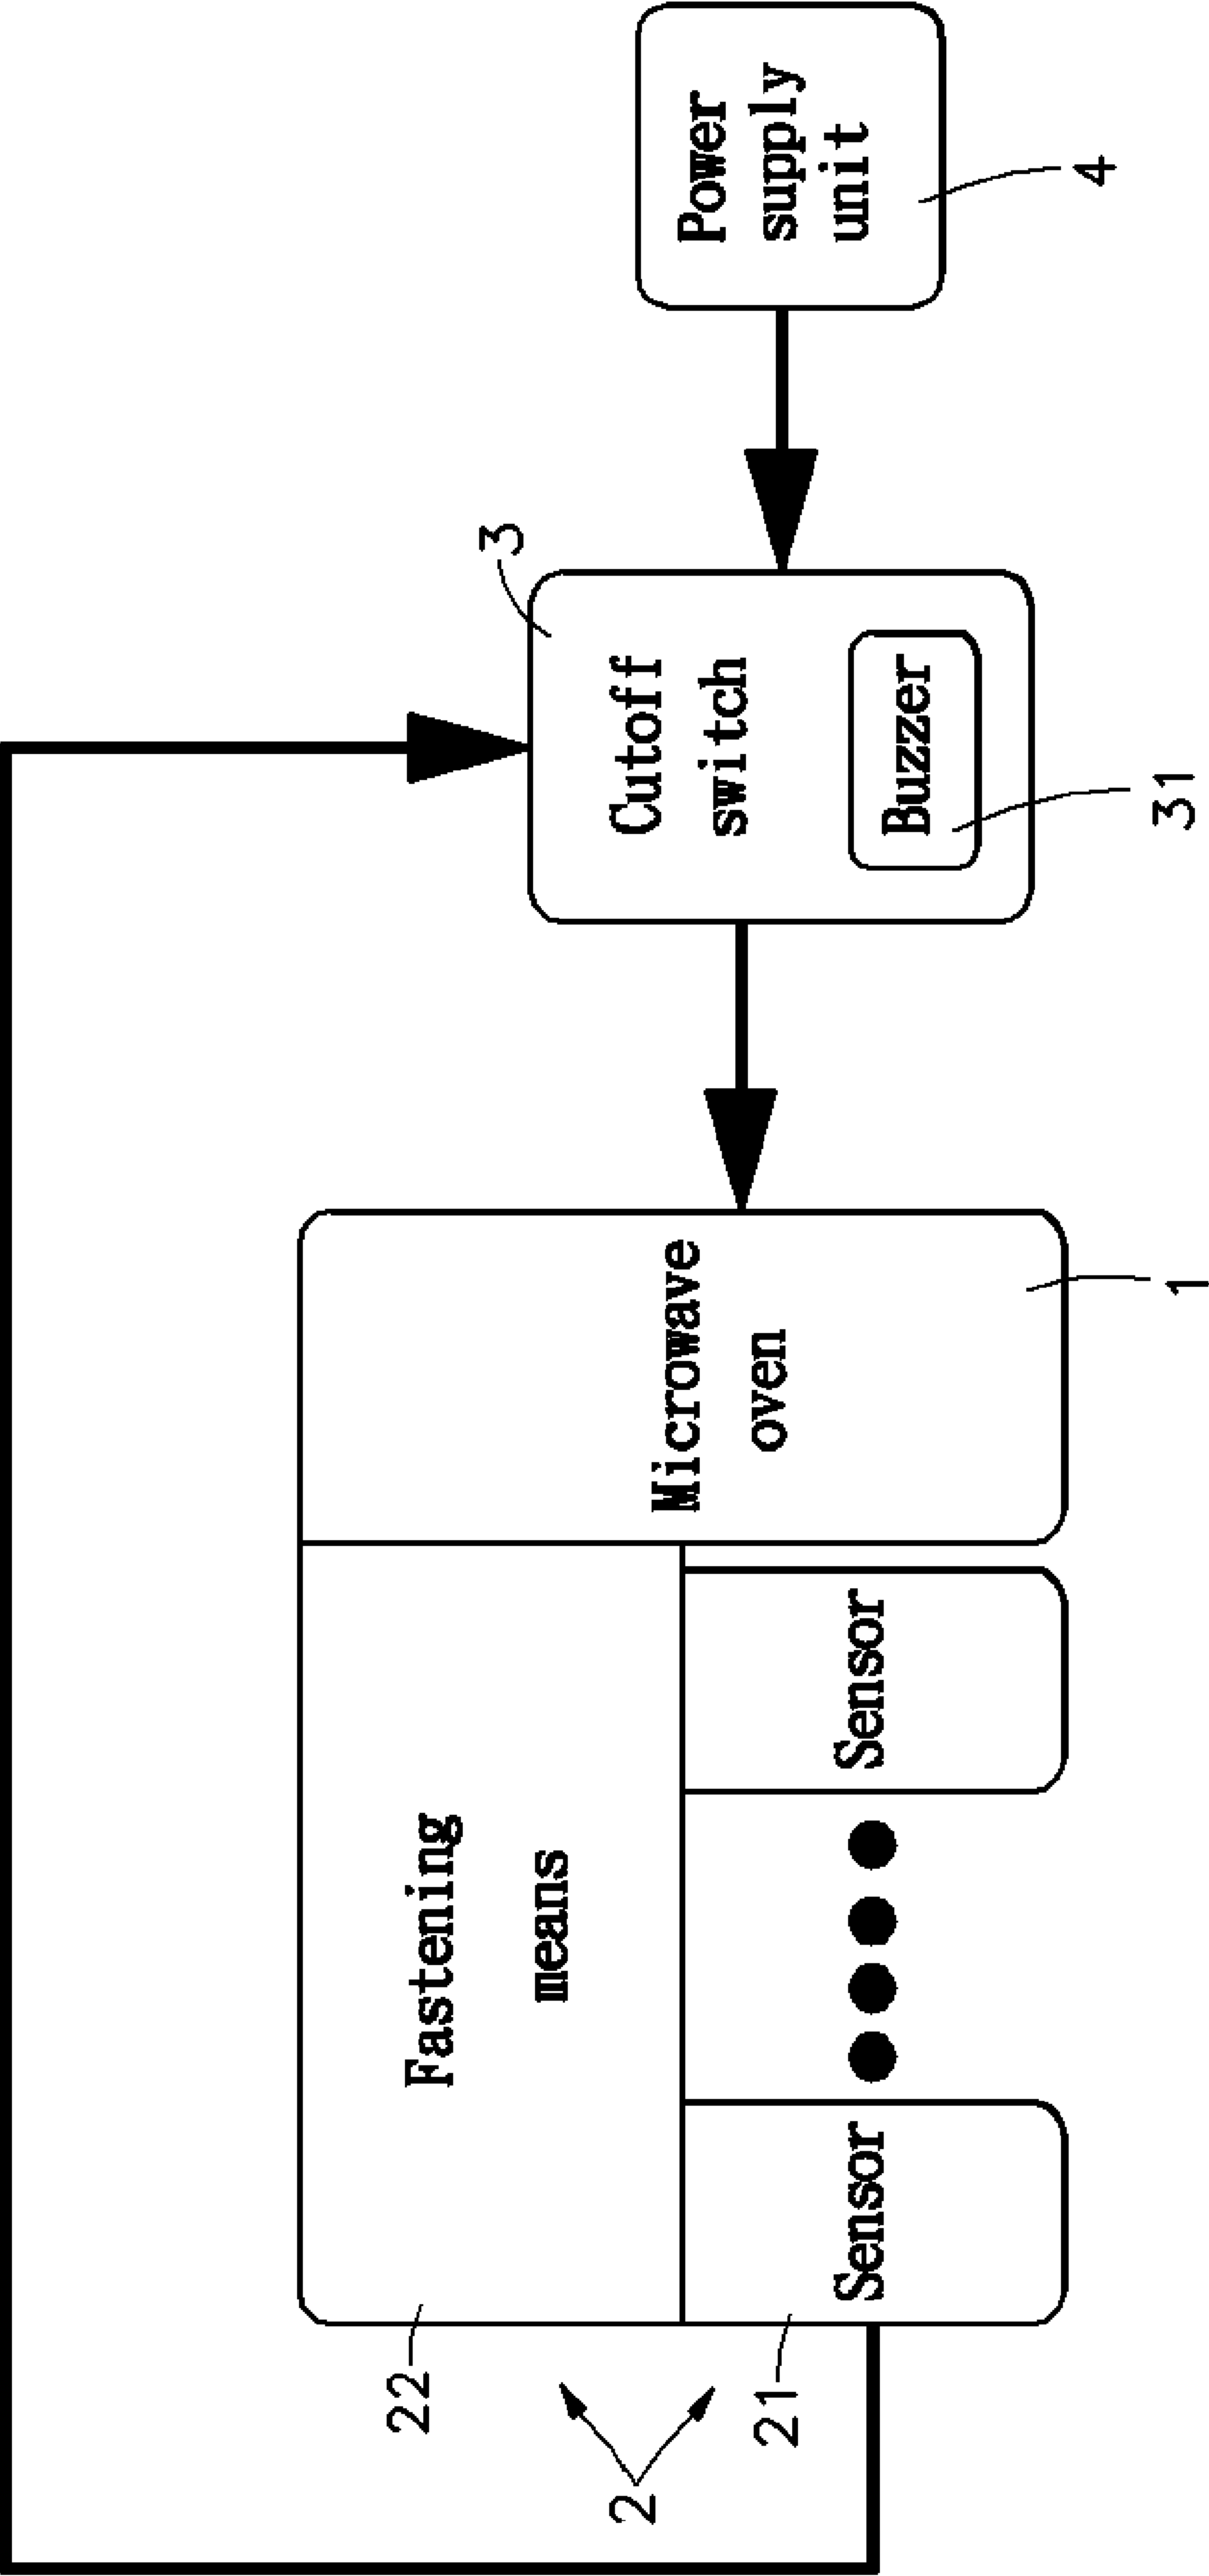 22
Fastening
means
Microwave
oven
1
2
21
Sensor
Sensor
3
Cutoff
switch
Buzzer
31
Power
supply
unit
4